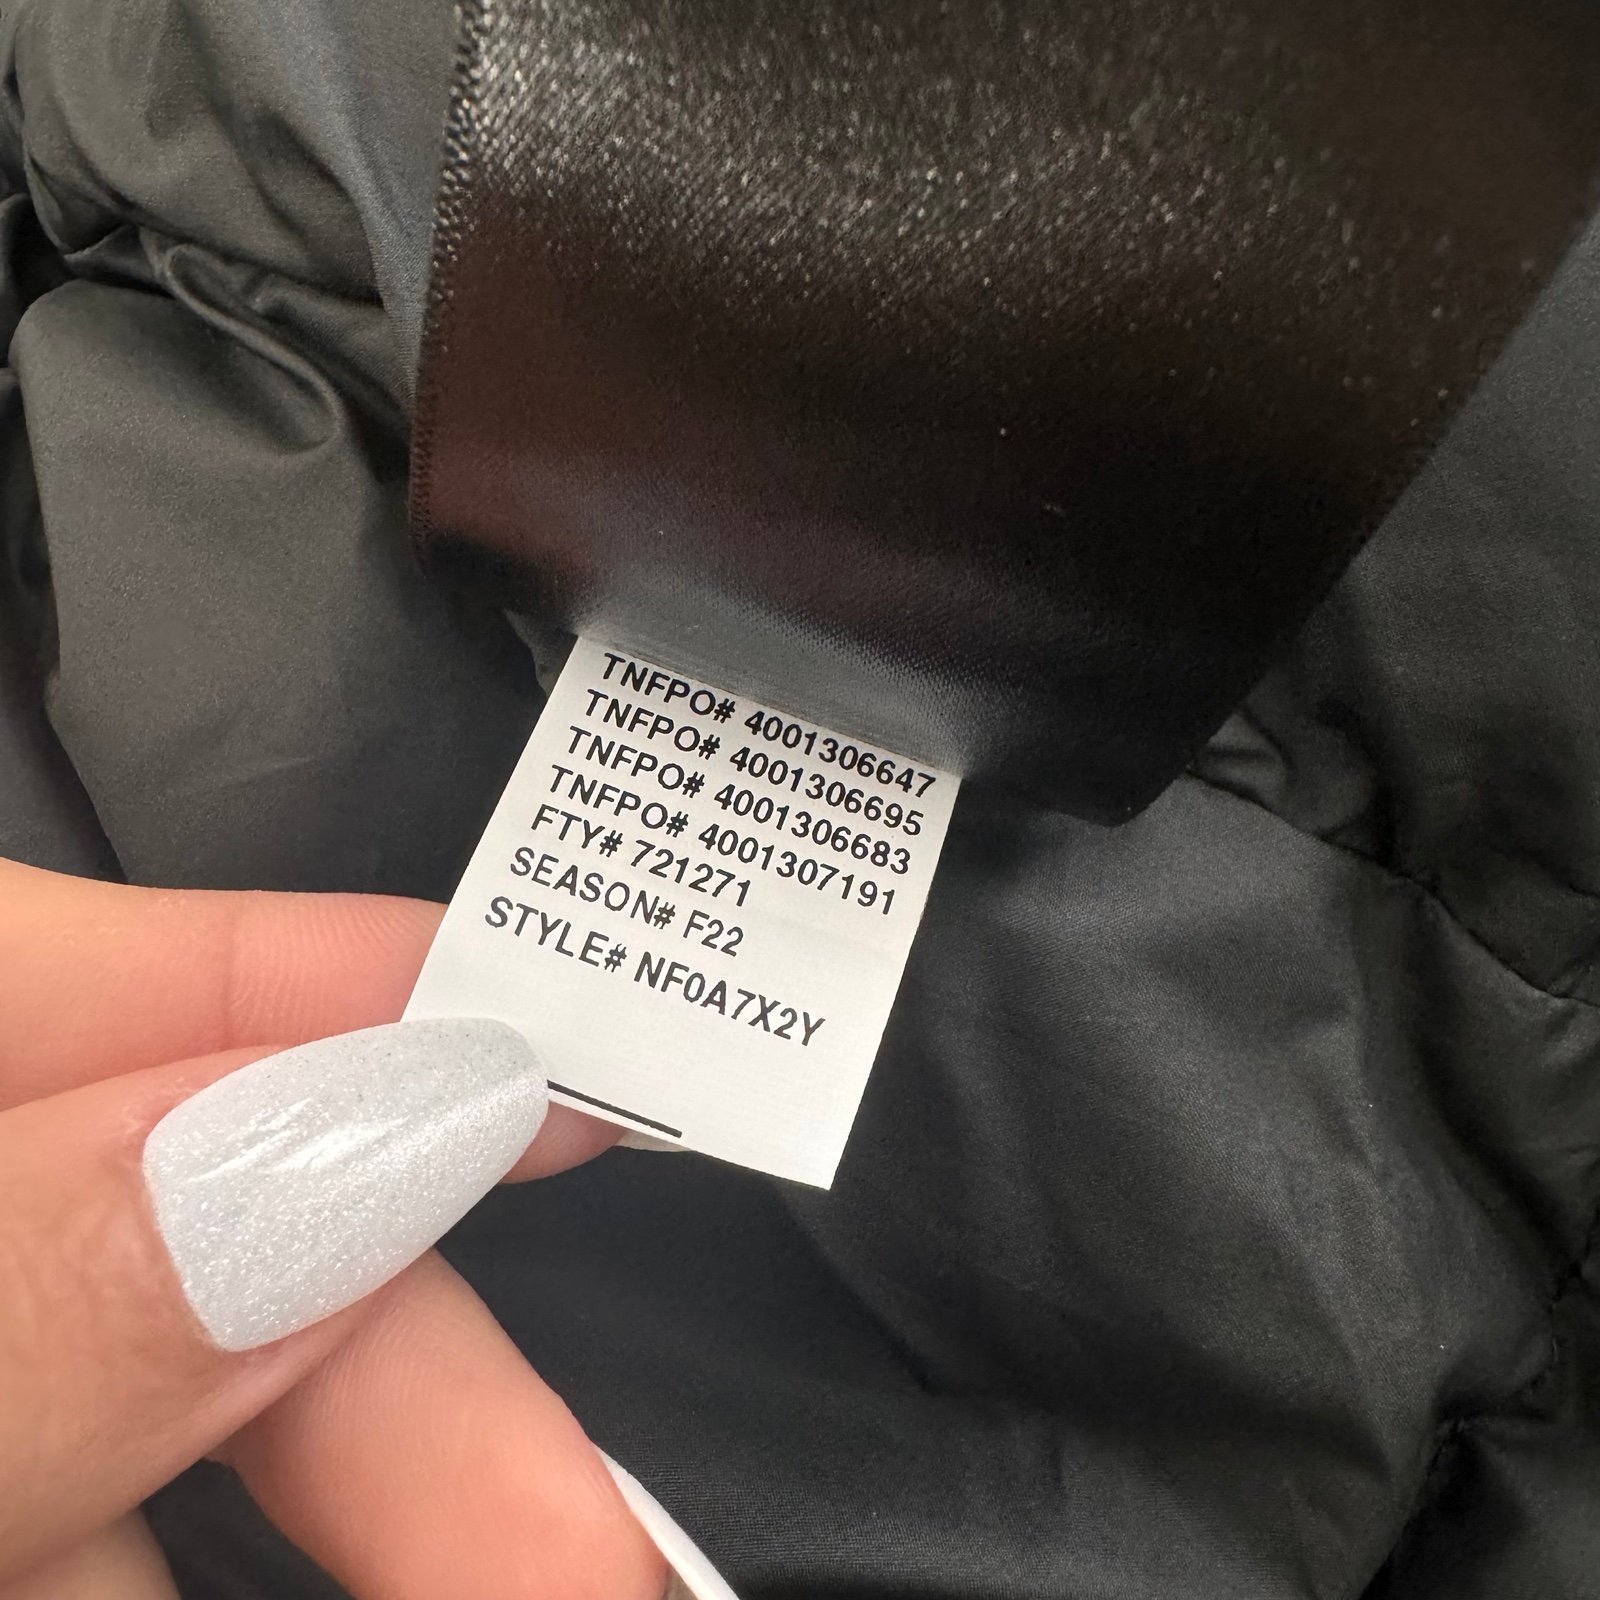 TNFPO# 4001306647
TNFPO# 4001306695
TNFPO# 4001306683
TNFPO# 4001307191
FTY# 721271
SEASON# F22
STYLE# NF0A7X2Y